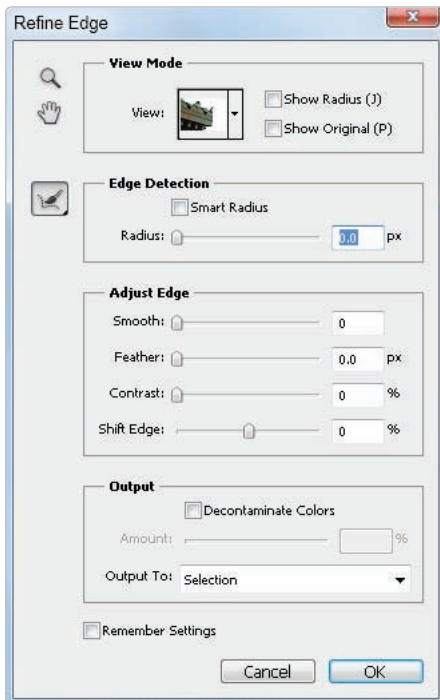 Refine Edge
View Mode
View:
Show Radius (J)
Show Original (P)
Edge Detection
Smart Radius
Radius: 0.0 px
Adjust Edge
Smooth: 0
Feather: 0.0 px
Contrast: 0 %
Shift Edge: 0 %
Output
Decontaminate Colors
Amount: %
Output To: Selection
Remember Settings
Cancel OK